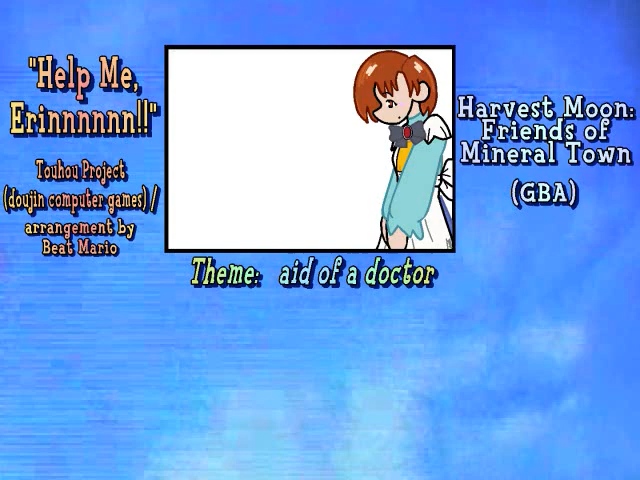 "Help Me,
Erinnnnnn!!"
Touhou Project
(doujin computer games) /
arrangement by
Beat Mario
Harvest Moon:
Friends of
Mineral Town
(GBA)
Theme: aid of a doctor